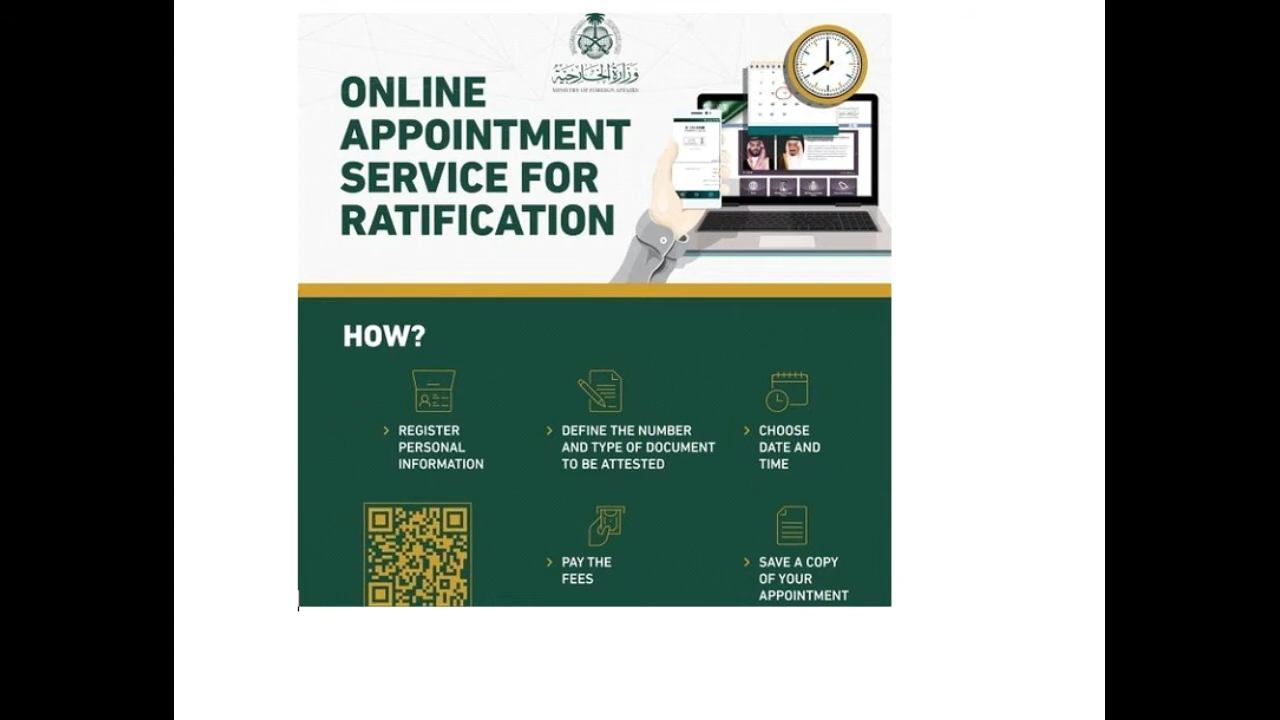 وزارة الخارجية
MINISTRY OF FOREIGN AFFAIRS
ONLINE
APPOINTMENT
SERVICE FOR
RATIFICATION
HOW?
REGISTER
PERSONAL
INFORMATION
DEFINE THE NUMBER
AND TYPE OF DOCUMENT
TO BE ATTESTED
CHOOSE
DATE AND
TIME
PAY THE
FEES
SAVE A COPY
OF YOUR
APPOINTMENT